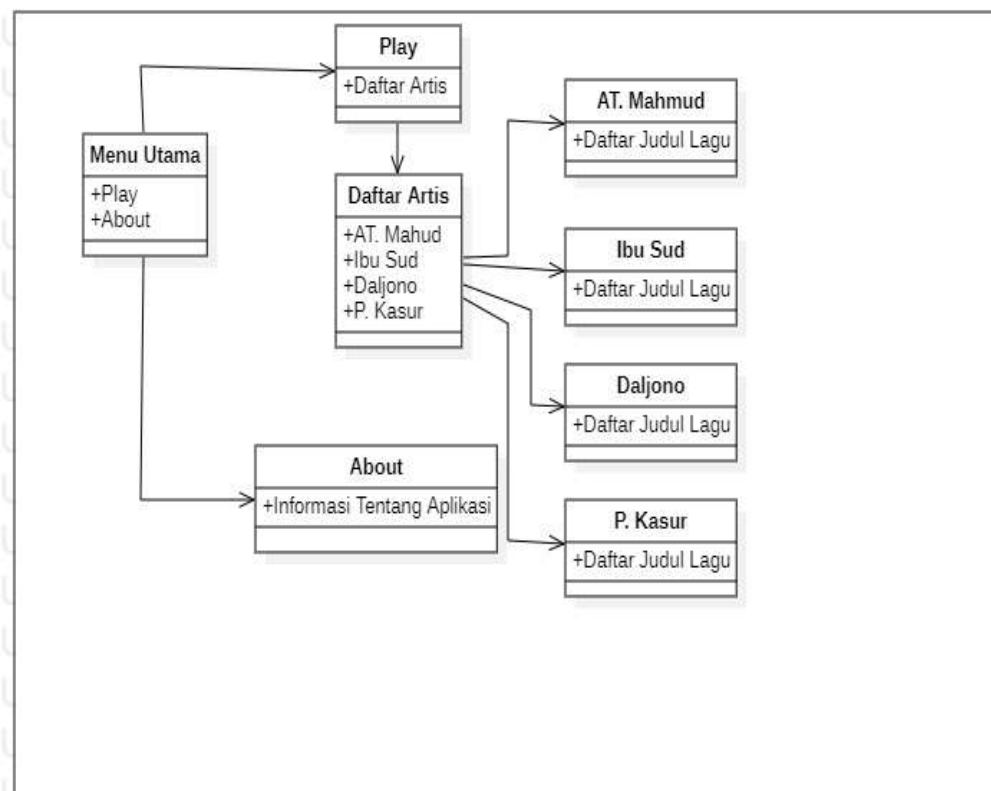 Play
+Daftar Artis
Menu Utama
+Play
+About
Daftar Artis
+AT. Mahud
+Ibu Sud
+Daljono
+P. Kasur
AT. Mahmud
+Daftar Judul Lagu
Ibu Sud
+Daftar Judul Lagu
Daljono
+Daftar Judul Lagu
About
+Informasi Tentang Aplikasi
P. Kasur
+Daftar Judul Lagu